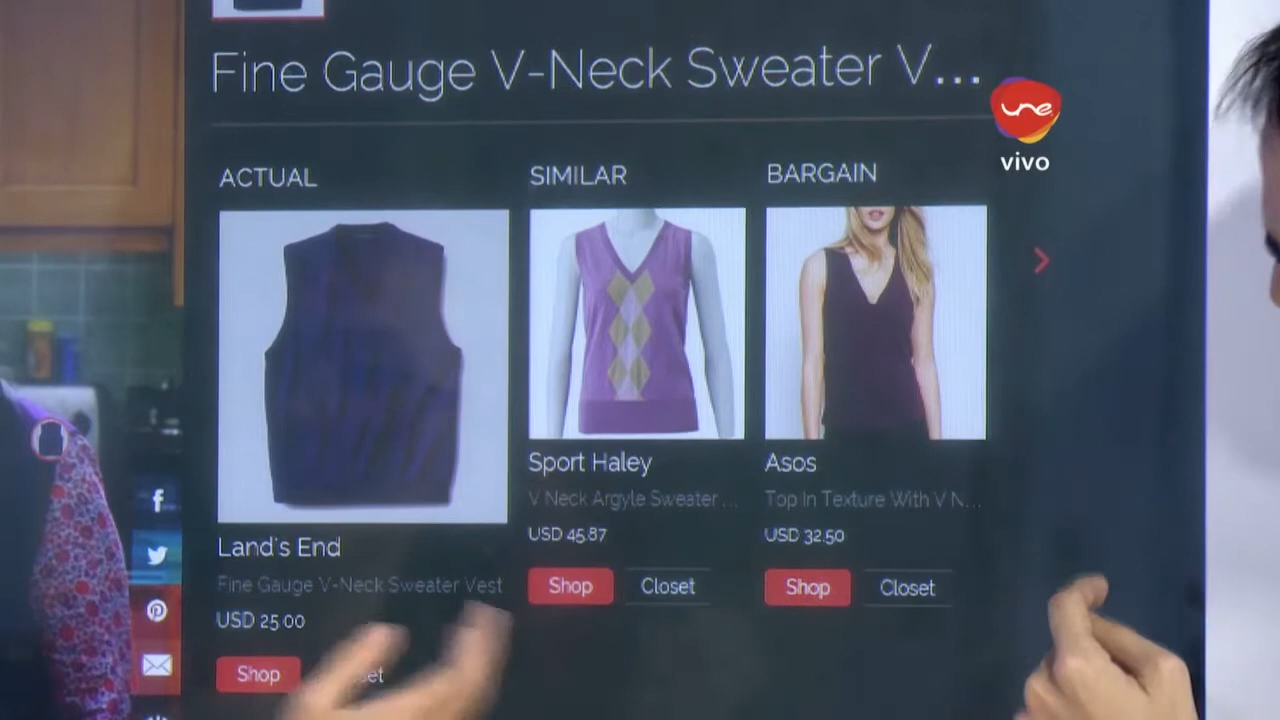 Fine Gauge V-Neck Sweater V...
une
vivo
ACTUAL
SIMILAR
BARGAIN
Land's End
Fine Gauge V-Neck Sweater Vest
USD 25.00
Shop
Sport Haley
V Neck Argyle Sweater ...
USD 45.87
Shop
Closet
Asos
Top In Texture With V N...
USD 32.50
Shop
Closet